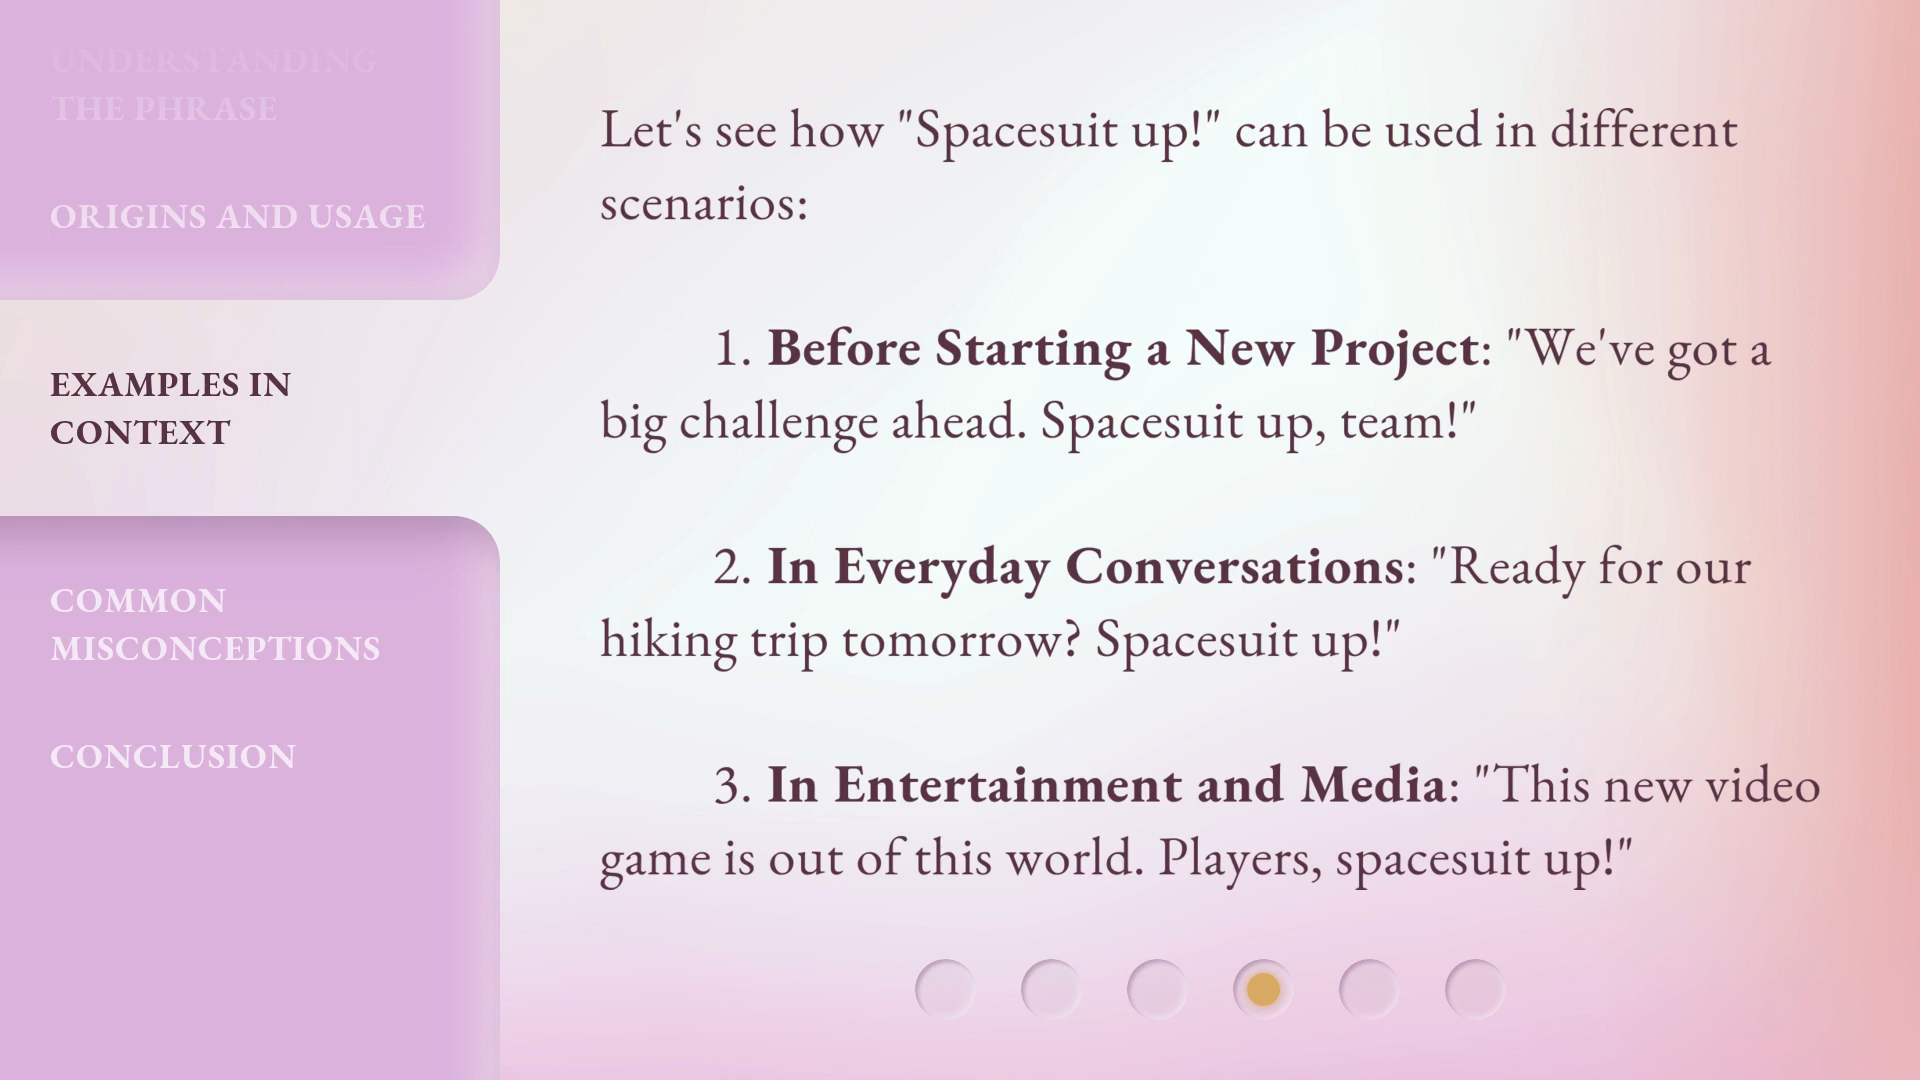 UNDERSTANDING
THE PHRASE
ORIGINS AND USAGE
EXAMPLES IN
CONTEXT
COMMON
MISCONCEPTIONS
CONCLUSION
Let's see how "Spacesuit up!" can be used in different
scenarios:
1. Before Starting a New Project: "We've got a
big challenge ahead. Spacesuit up, team!"
2. In Everyday Conversations: "Ready for our
hiking trip tomorrow? Spacesuit up!"
3. In Entertainment and Media: "This new video
game is out of this world. Players, spacesuit up!"